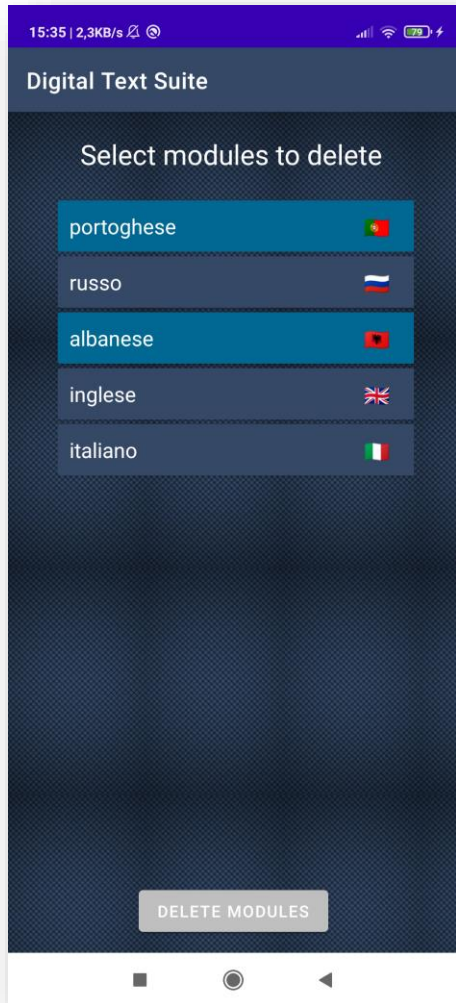 15:35 | 2,3KB/s
79
Digital Text Suite
Select modules to delete
portoghese
russo
albanese
inglese
italiano
DELETE MODULES